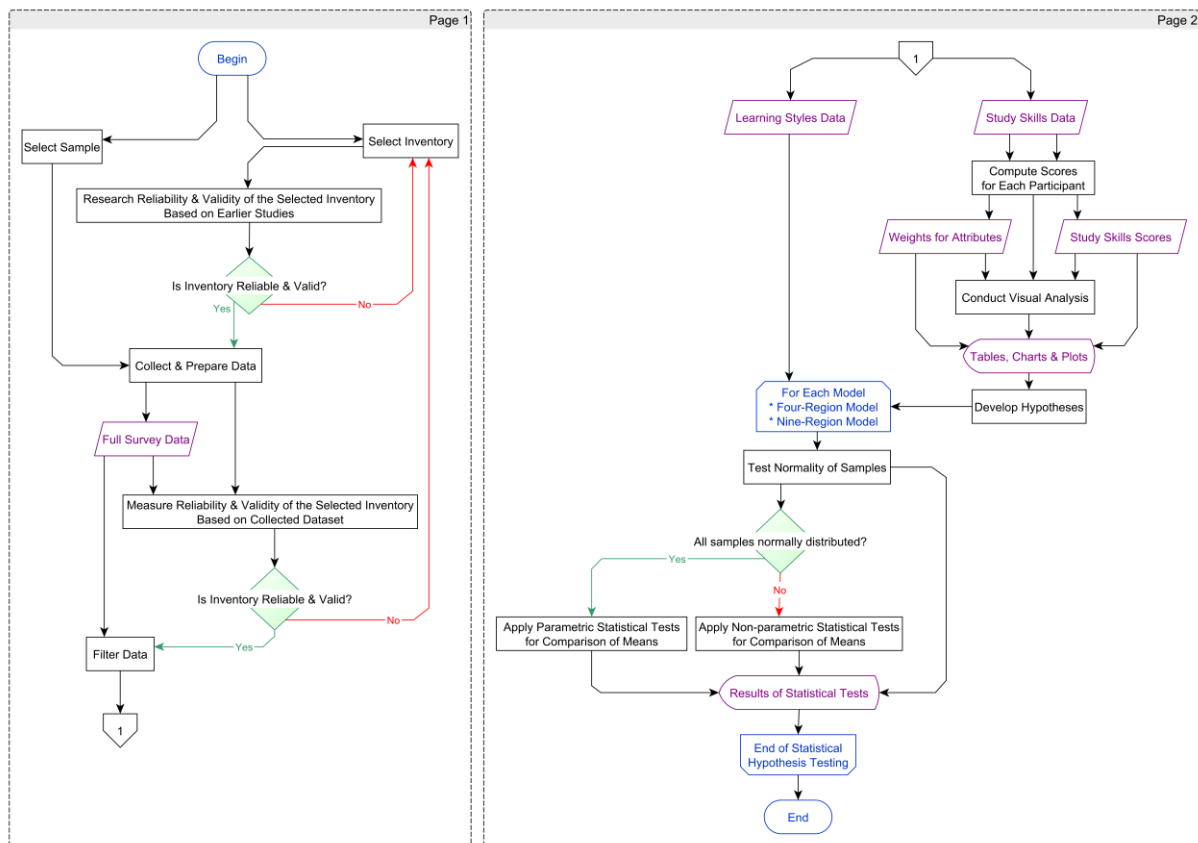 Page 1
Begin
Select Sample
Select Inventory
Research Reliability & Validity of the Selected Inventory
Based on Earlier Studies
Is Inventory Reliable & Valid?
Yes
No
Collect & Prepare Data
Full Survey Data
Measure Reliability & Validity of the Selected Inventory
Based on Collected Dataset
Is Inventory Reliable & Valid?
No
Yes
Filter Data
1
Page 2
1
Learning Styles Data
Study Skills Data
Compute Scores
for Each Participant
Weights for Attributes
Study Skills Scores
Conduct Visual Analysis
Tables, Charts & Plots
For Each Model
* Four-Region Model
* Nine-Region Model
Develop Hypotheses
Test Normality of Samples
All samples normally distributed?
Yes
No
Apply Parametric Statistical Tests
for Comparison of Means
Apply Non-parametric Statistical Tests
for Comparison of Means
Results of Statistical Tests
End of Statistical
Hypothesis Testing
End